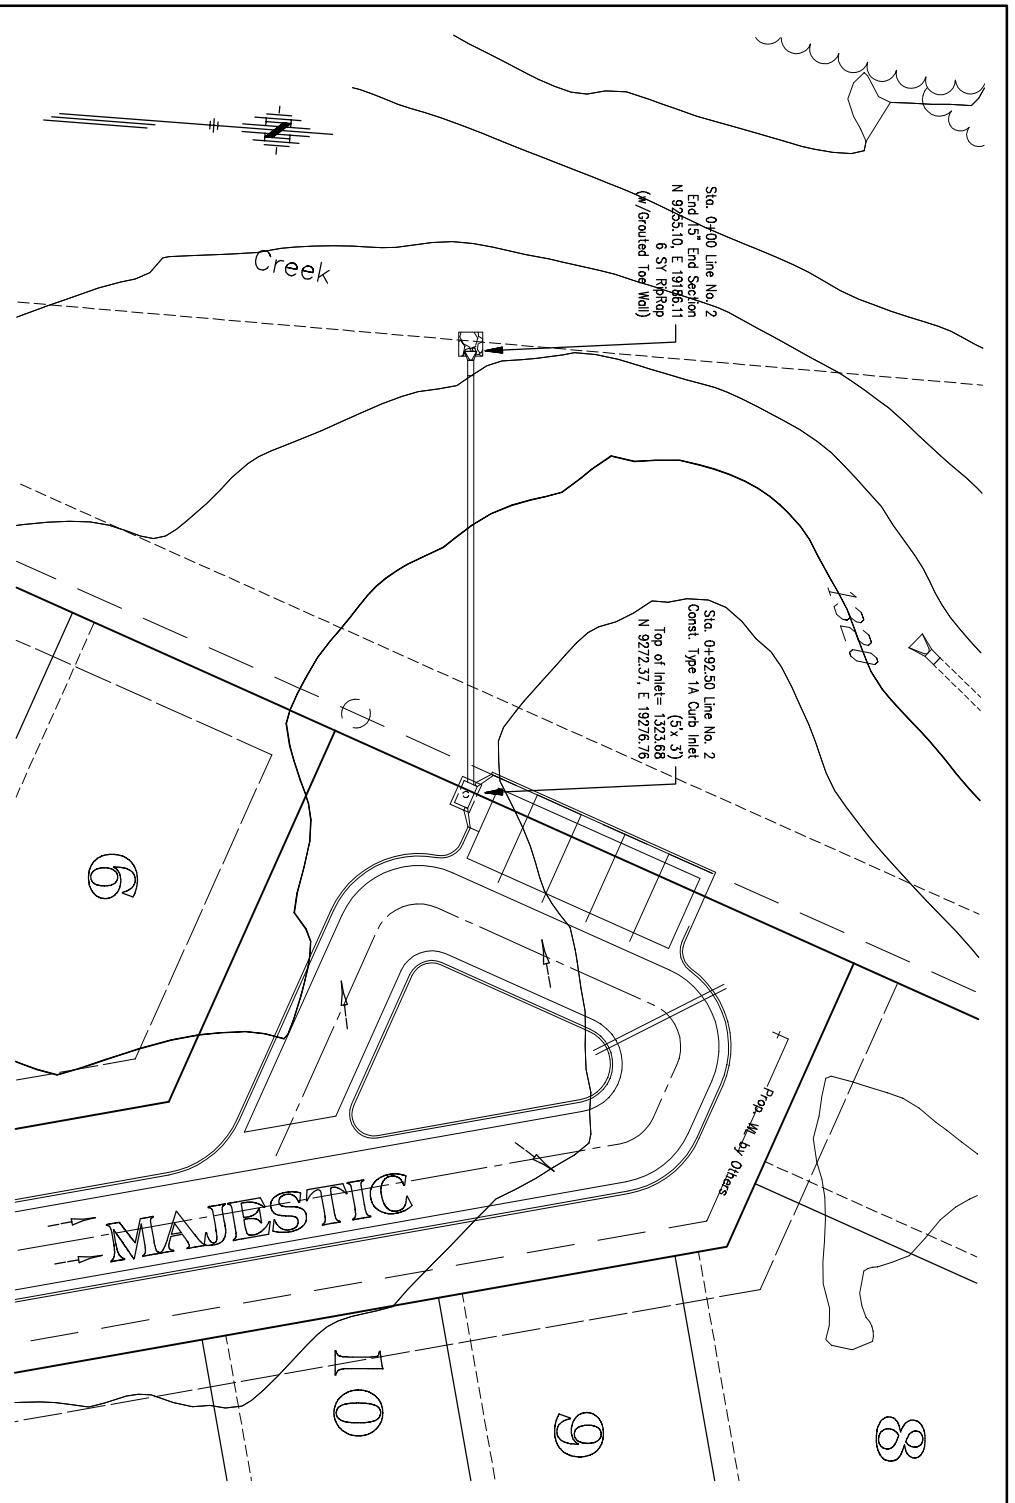 Creek
Sta. 0+00 Line No. 2
End 15" End Section
N 9255.10, E 19186.11
6 SY RipRap
(w/Grouted Toe Wall)
1320
Sta. 0+92.50 Line No. 2
Const. Type 1A Curb Inlet
(5'x 3')
Top of Inlet= 1323.68
N 9272.37, E 19276.76
6
Prop. WL by Others
MAJESTIC
8
9
10